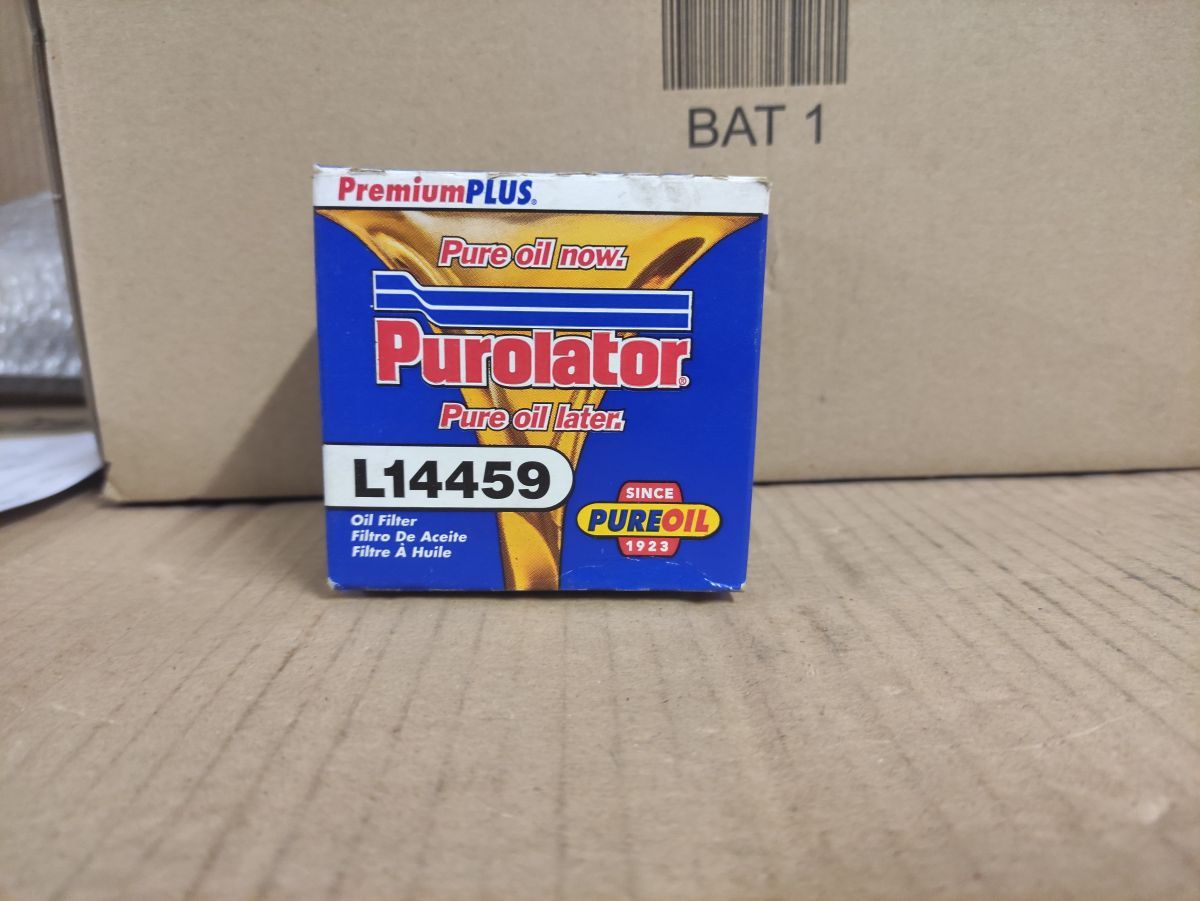 BAT 1
PremiumPLUS®
Pure oil now.
Purolator®
Pure oil later.
L14459
Oil Filter
Filtro De Aceite
Filtre À Huile
SINCE
PUREOIL
1923